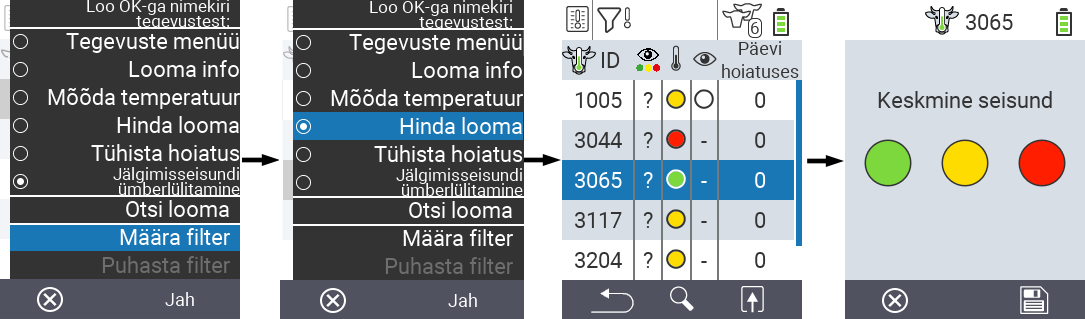 Loo OK-ga nimekiri
tegevustest:
Tegevuste menüü
Looma info
Mõõda temperatuur
Hinda looma
Tühista hoiatus
Jälgimisseisundi
ümberlülitamine
Otsi looma
Määra filter
Puhasta filter
Jah
Loo OK-ga nimekiri
tegevustest:
Tegevuste menüü
Looma info
Mõõda temperatuur
Hinda looma
Tühista hoiatus
Jälgimisseisundi
ümberlülitamine
Otsi looma
Määra filter
Puhasta filter
Jah
6
ID Päevi
hoiatuses
1005 ? 0
3044 ? - 0
3065 ? - 0
3117 ? - 0
3204 ? - 0
3065
Keskmine seisund